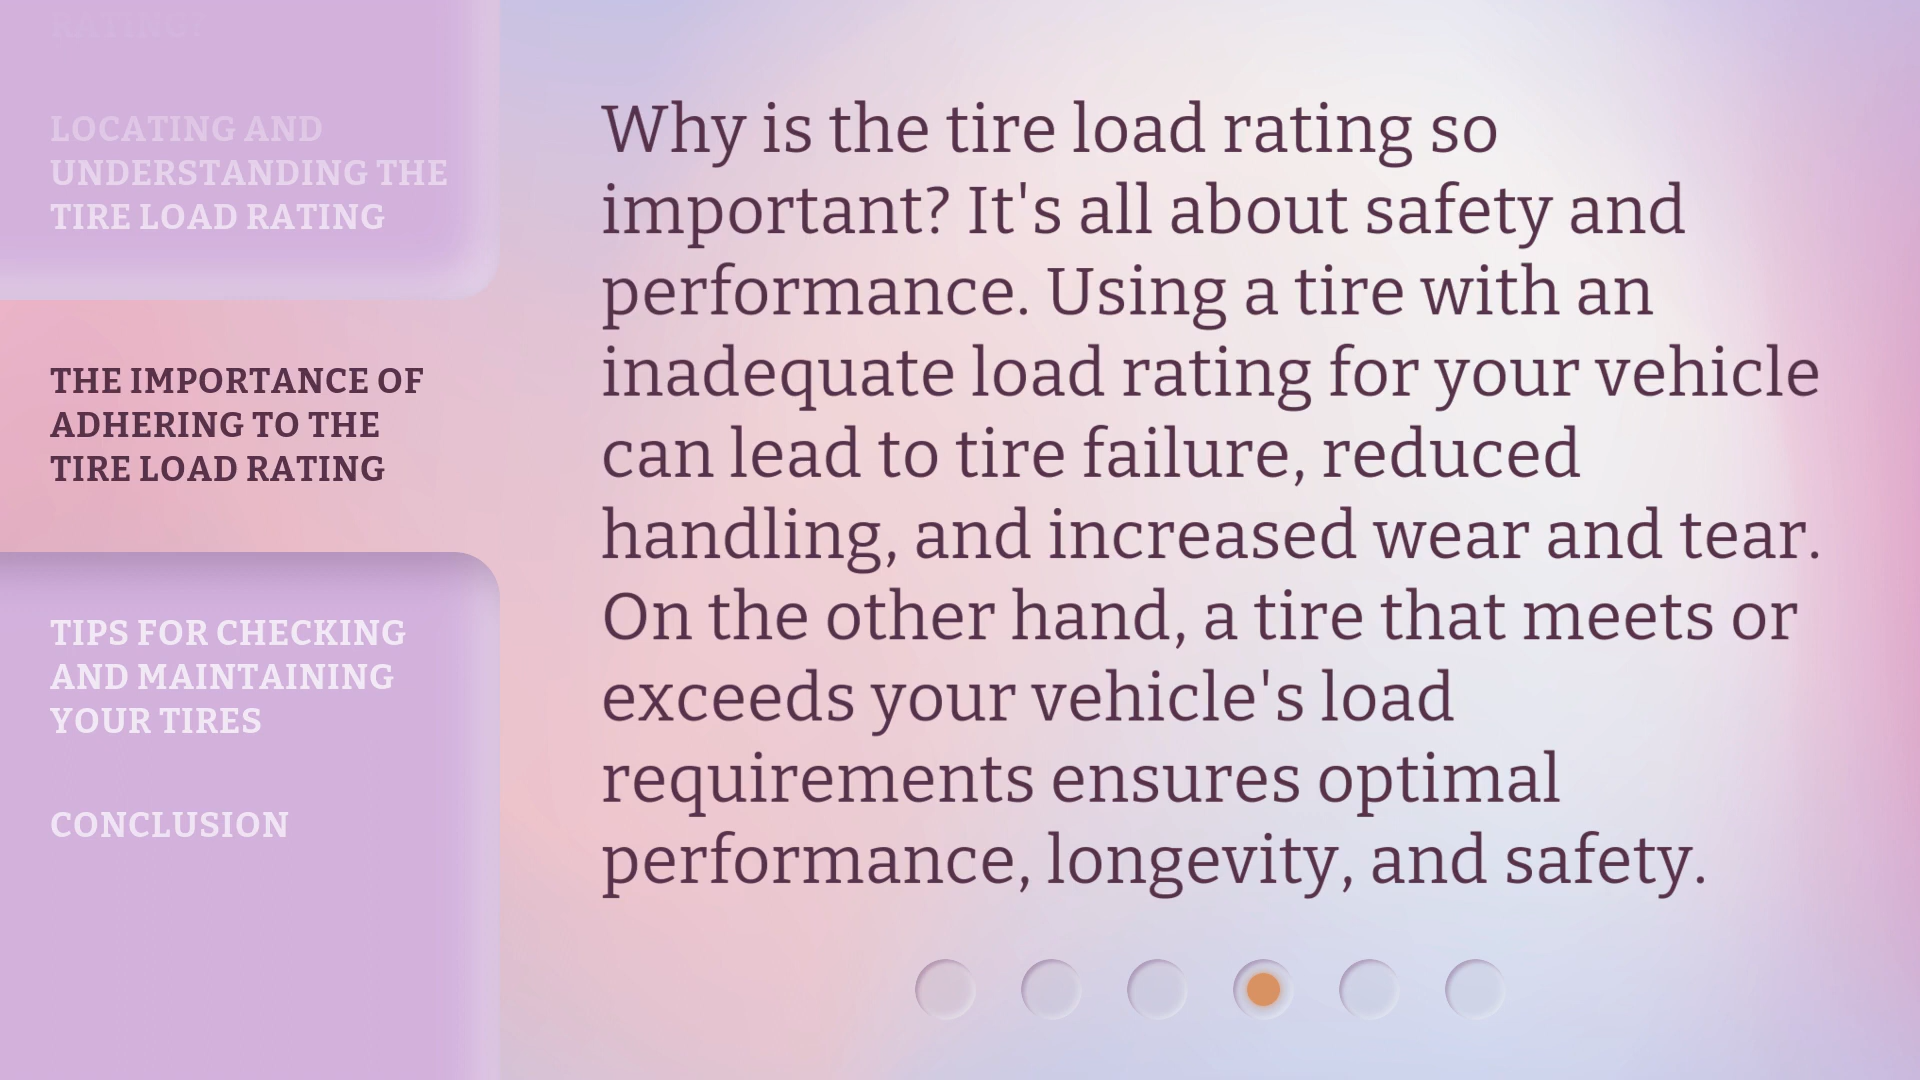 RATING?
LOCATING AND
UNDERSTANDING THE
TIRE LOAD RATING
THE IMPORTANCE OF
ADHERING TO THE
TIRE LOAD RATING
TIPS FOR CHECKING
AND MAINTAINING
YOUR TIRES
CONCLUSION
Why is the tire load rating so
important? It's all about safety and
performance. Using a tire with an
inadequate load rating for your vehicle
can lead to tire failure, reduced
handling, and increased wear and tear.
On the other hand, a tire that meets or
exceeds your vehicle's load
requirements ensures optimal
performance, longevity, and safety.